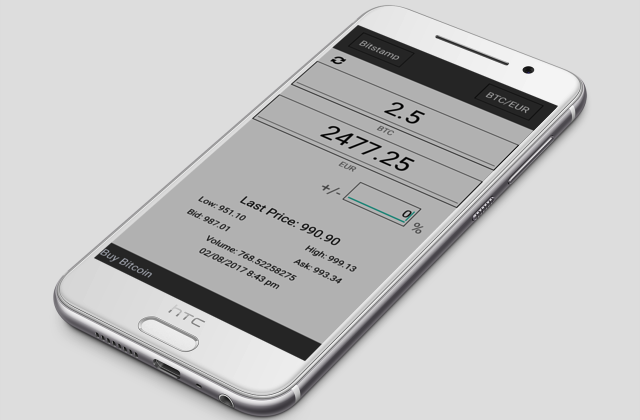 Bitstamp
BTC/EUR
2.5
BTC
2477.25
EUR
+/- 0 %
Last Price: 990.90
Low: 951.10 High: 999.13
Bid: 987.01 Ask: 993.34
Volume: 768.52258275
02/08/2017 8:43 pm
Buy Bitcoin
hTC